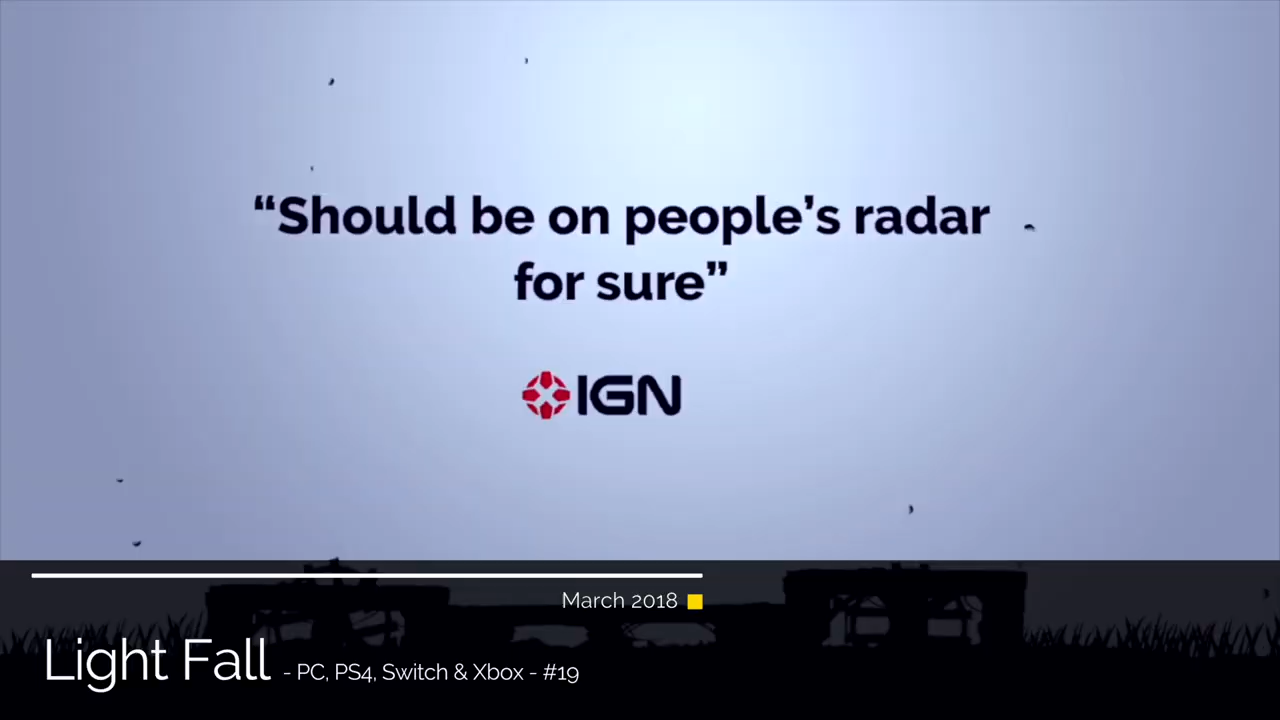 “Should be on people’s radar
for sure”
IGN
March 2018
Light Fall - PC, PS4, Switch & Xbox - #19